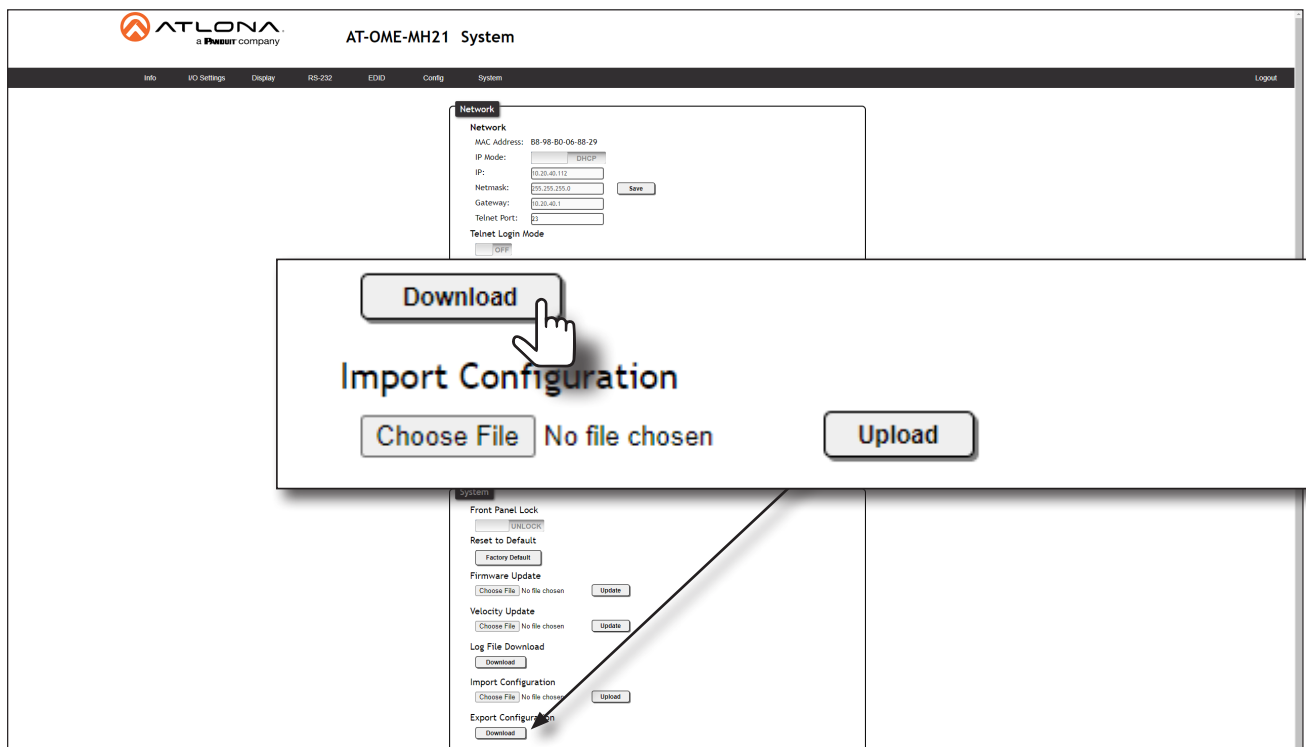 ATLONA.
a PANDUIT company
AT-OME-MH21 System
Info I/O Settings Display RS-232 EDID Config System Logout
Network
Network
MAC Address: B8-98-B0-06-88-29
IP Mode: DHCP
IP: 10.20.40.112
Netmask: 255.255.255.0 Save
Gateway: 10.20.40.1
Telnet Port: 23
Telnet Login Mode
OFF
Download
Import Configuration
Choose File No file chosen Upload
System
Front Panel Lock
UNLOCK
Reset to Default
Factory Default
Firmware Update
Choose File No file chosen Update
Velocity Update
Choose File No file chosen Update
Log File Download
Download
Import Configuration
Choose File No file chosen Upload
Export Configuration
Download